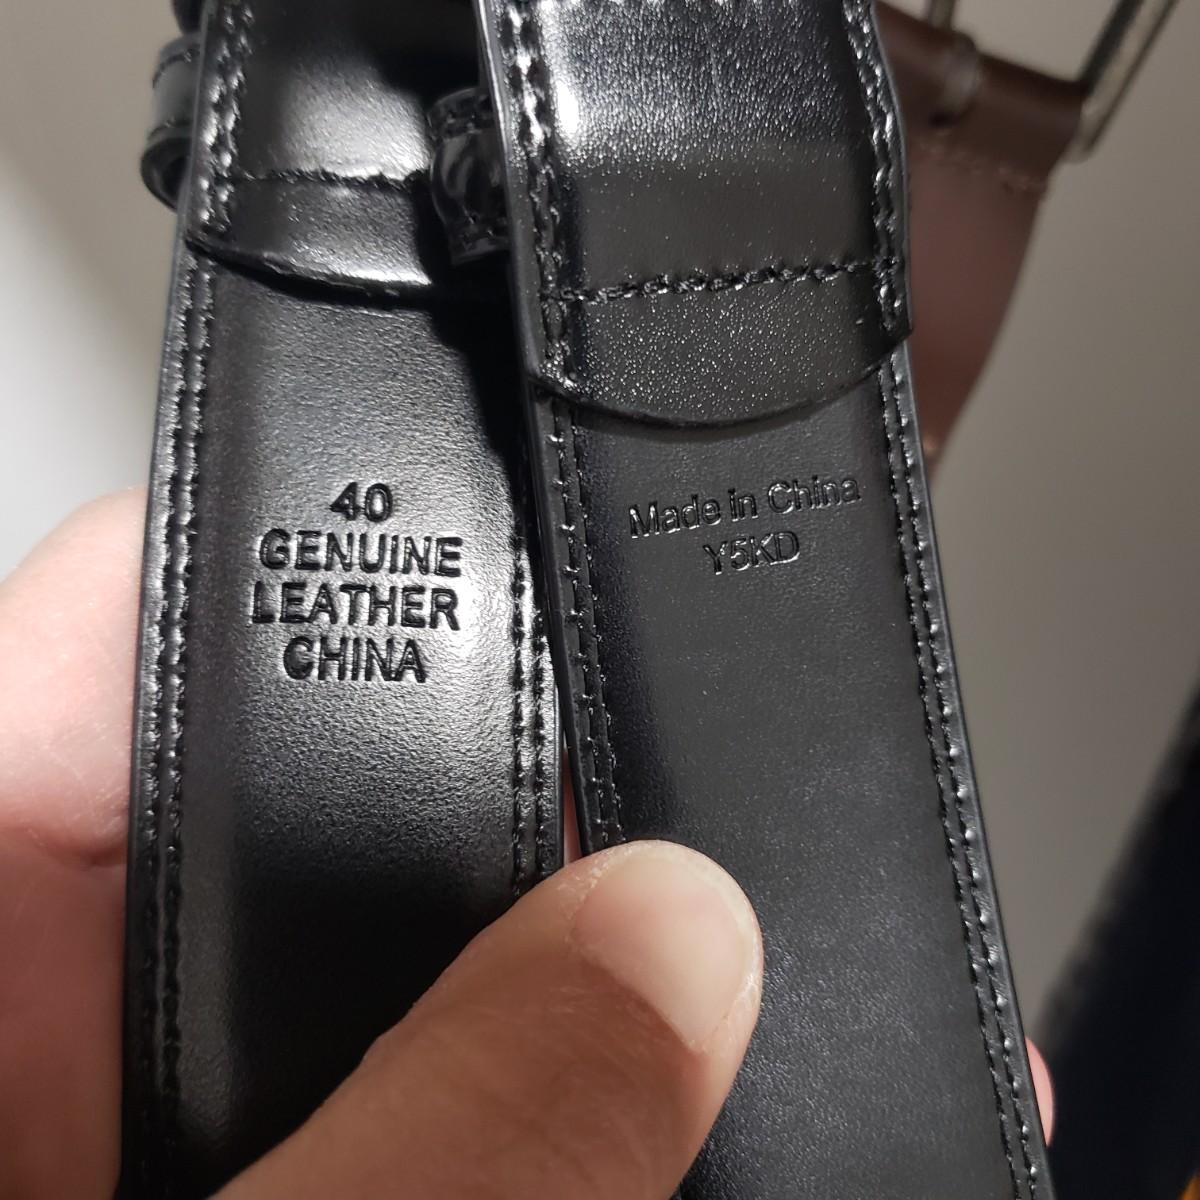 40
GENUINE
LEATHER
CHINA
Made in China
Y5KD